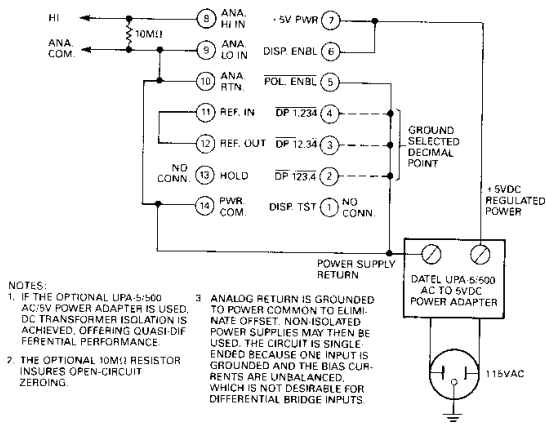 HI
ANA.
COM.
10MΩ
8 ANA.
HI IN
9 ANA.
LO IN
10 ANA.
RTN.
11 REF. IN
12 REF. OUT
NO
CONN.
13 HOLD
14 PWR.
COM.
+5V PWR 7
DISP. ENBL 6
POL. ENBL 5
DP 1.234 4
DP 12.34 3
DP 123.4 2
DISP. TST 1 NO
CONN.
GROUND
SELECTED
DECIMAL
POINT
+5VDC
REGULATED
POWER
POWER SUPPLY
RETURN
DATEL UPA-5/500
AC TO 5VDC
POWER ADAPTER
115VAC
NOTES:
1. IF THE OPTIONAL UPA-5/500
AC/5V POWER ADAPTER IS USED,
DC TRANSFORMER ISOLATION IS
ACHIEVED, OFFERING QUASI-DIF
FERENTIAL PERFORMANCE.
2. THE OPTIONAL 10MΩ RESISTOR
INSURES OPEN-CIRCUIT
ZEROING.
3 ANALOG RETURN IS GROUNDED
TO POWER COMMON TO ELIMI-
NATE OFFSET. NON-ISOLATED
POWER SUPPLIES MAY THEN BE
USED. THE CIRCUIT IS SINGLE-
ENDED BECAUSE ONE INPUT IS
GROUNDED AND THE BIAS CUR-
RENTS ARE UNBALANCED,
WHICH IS NOT DESIRABLE FOR
DIFFERENTIAL BRIDGE INPUTS.